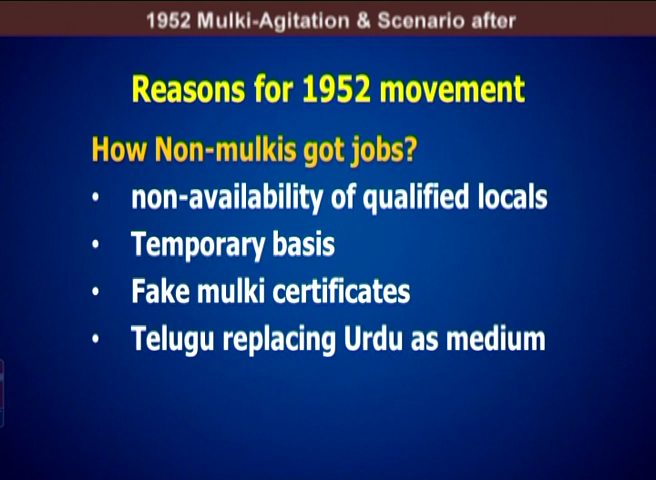 1952 Mulki-Agitation & Scenario after
Reasons for 1952 movement
How Non-mulkis got jobs?
• non-availability of qualified locals
• Temporary basis
• Fake mulki certificates
• Telugu replacing Urdu as medium